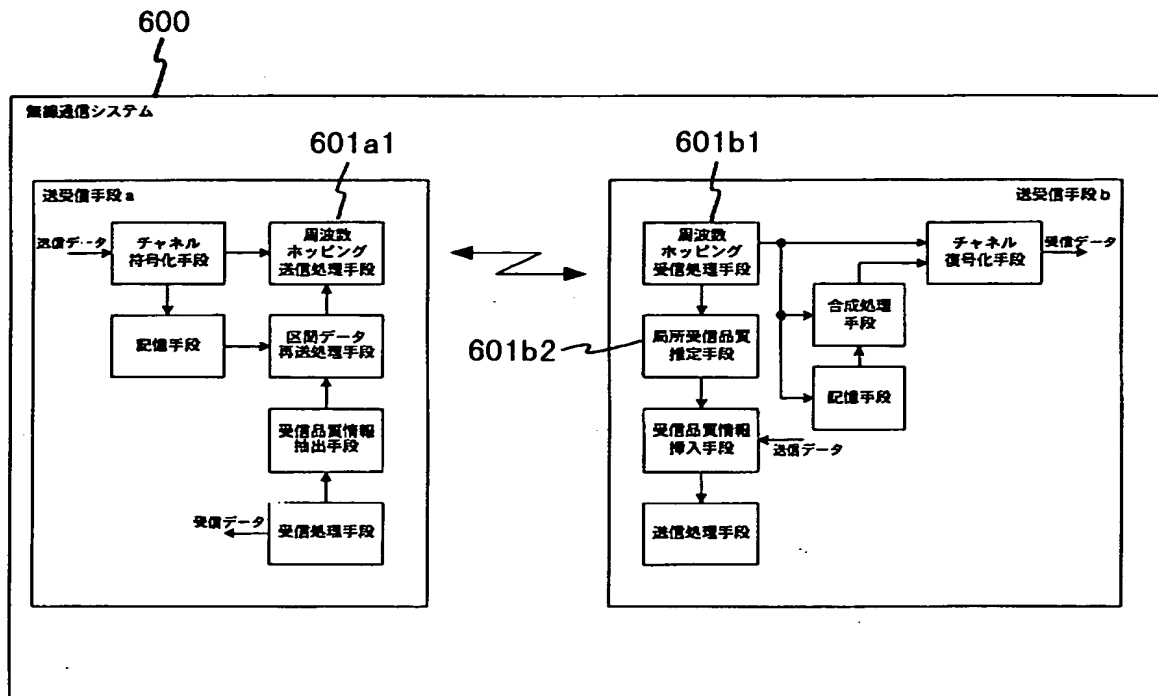 600
無線通信システム
601a1
601b1
送受信手段a
送受信手段b
送信データ
チャネル
符号化手段
周波数
ホッピング
送信処理手段
周波数
ホッピング
受信処理手段
チャネル
復号化手段
受信データ
記憶手段
区間データ
再送処理手段
601b2
局所受信品質
推定手段
合成処理
手段
記憶手段
受信品質情報
抽出手段
受信品質情報
挿入手段
送信データ
受信データ
受信処理手段
送信処理手段